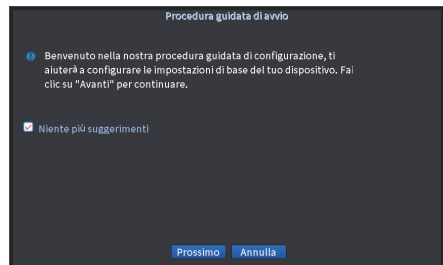 Procedura guidata di avvio
Benvenuto nella nostra procedura guidata di configurazione, ti
aiuterà a configurare le impostazioni di base del tuo dispositivo. Fai
clic su "Avanti" per continuare.
Niente più suggerimenti
Prossimo Annulla